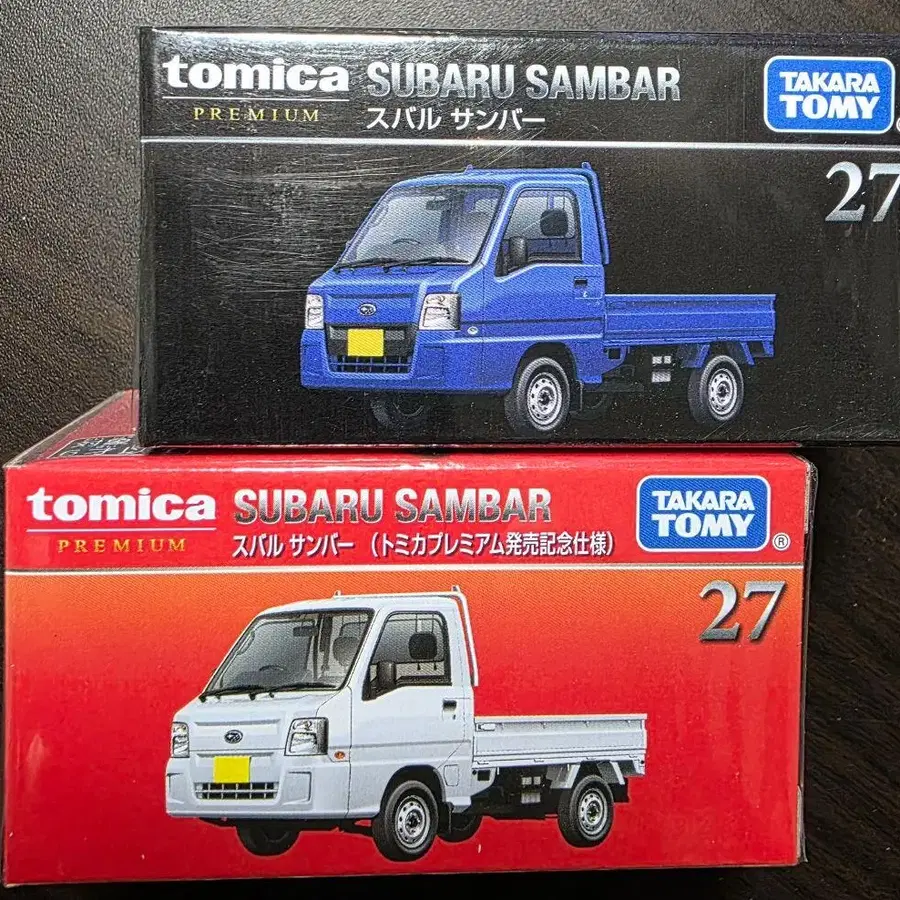 tomica
PREMIUM
SUBARU SAMBAR
スバル サンバー
TAKARA
TOMY
27
tomica
PREMIUM
SUBARU SAMBAR
スバル サンバー （トミカプレミアム発売記念仕様）
TAKARA
TOMY
®
27